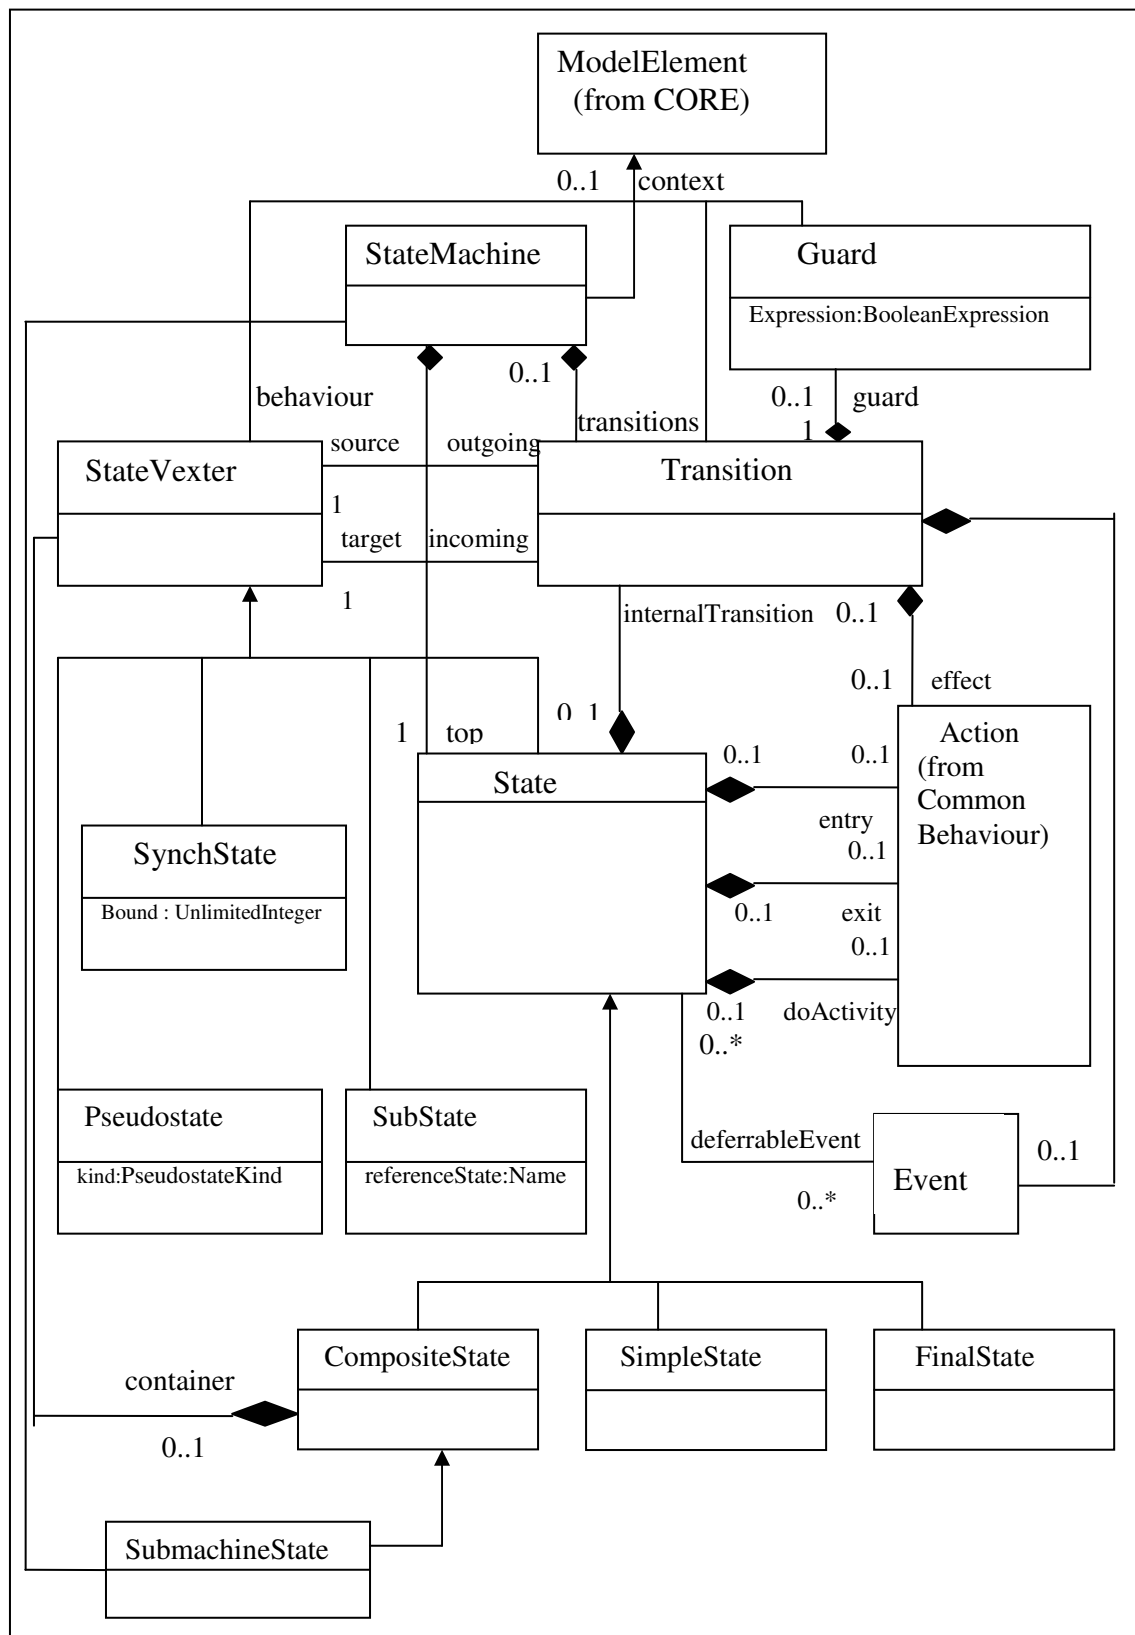 ModelElement
(from CORE)
0..1 context
StateMachine
Guard
Expression:BooleanExpression
0..1
behaviour
0..1 guard
transitions
1
source outgoing
StateVexter
Transition
1
target incoming
1
internalTransition 0..1
0..1 effect
0..1
1 top
Action
(from
Common
Behaviour)
0..1 0..1
State
entry
0..1
SynchState
Bound : UnlimitedInteger
0..1 exit
0..1
0..1 doActivity
0..*
Pseudostate
kind:PseudostateKind
SubState
referenceState:Name
deferrableEvent
0..1
Event
0..*
CompositeState
SimpleState
FinalState
container
0..1
SubmachineState